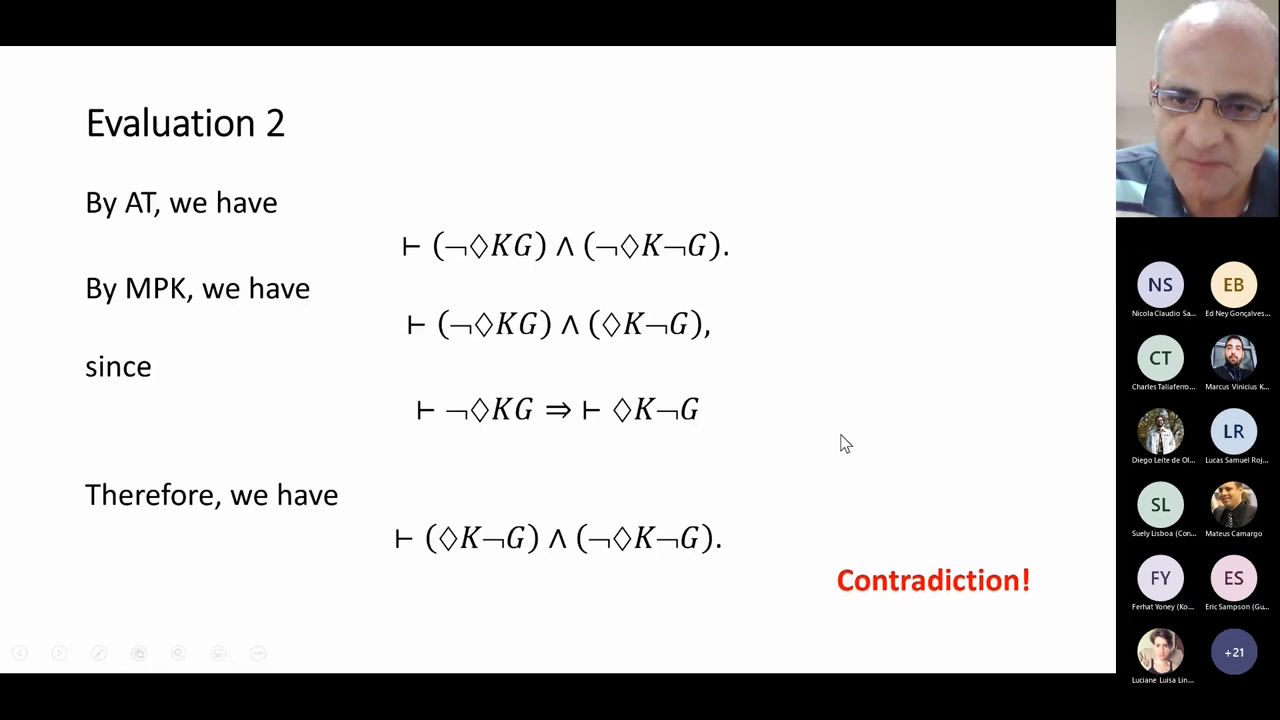 Evaluation 2
By AT, we have
⊢ (¬◊KG) ∧ (¬◊K¬G).
By MPK, we have
⊢ (¬◊KG) ∧ (◊K¬G),
since
⊢ ¬◊KG ⇒ ⊢ ◊K¬G
Therefore, we have
⊢ (◊K¬G) ∧ (¬◊K¬G).
Contradiction!
NS
EB
Nicola Claudio Sa...
Ed Ney Gonçalves...
CT
Charles Taliaferro...
Marcus Vinicius K...
LR
Diego Leite de Ol...
Lucas Samuel Roj...
SL
Suely Lisboa (Con...
Mateus Camargo
FY
ES
Ferhat Yoney (Ko...
Eric Sampson (Gu...
+21
Luciane Luisa Lin...